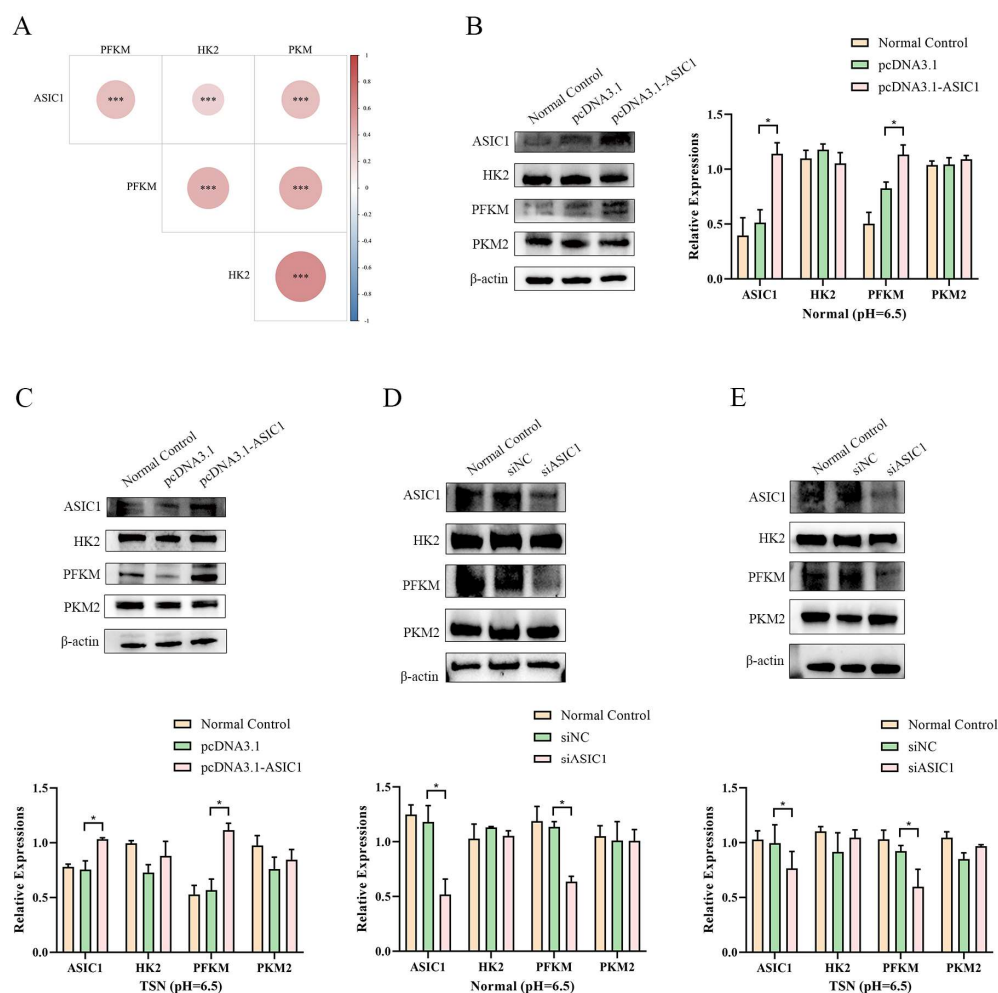 A
PFKM HK2 PKM
ASIC1 *** *** ***
PFKM *** ***
HK2 ***
1
0.8
0.6
0.4
0.2
0
-0.2
-0.4
-0.6
-0.8
-1
B
Normal Control
pcDNA3.1
pcDNA3.1-ASIC1
ASIC1
HK2
PFKM
PKM2
β-actin
Normal Control
pcDNA3.1
pcDNA3.1-ASIC1
Relative Expressions
1.5
1.0
0.5
0.0
* *
ASIC1 HK2 PFKM PKM2
Normal (pH=6.5)
C
Normal Control
pcDNA3.1
pcDNA3.1-ASIC1
ASIC1
HK2
PFKM
PKM2
β-actin
Normal Control
pcDNA3.1
pcDNA3.1-ASIC1
Relative Expressions
1.5
1.0
0.5
0.0
* *
ASIC1 HK2 PFKM PKM2
TSN (pH=6.5)
D
Normal Control
siNC
siASIC1
ASIC1
HK2
PFKM
PKM2
β-actin
Normal Control
siNC
siASIC1
Relative Expressions
1.5
1.0
0.5
0.0
* *
ASIC1 HK2 PFKM PKM2
Normal (pH=6.5)
E
Normal Control
siNC
siASIC1
ASIC1
HK2
PFKM
PKM2
β-actin
Normal Control
siNC
siASIC1
Relative Expressions
1.5
1.0
0.5
0.0
* *
ASIC1 HK2 PFKM PKM2
TSN (pH=6.5)